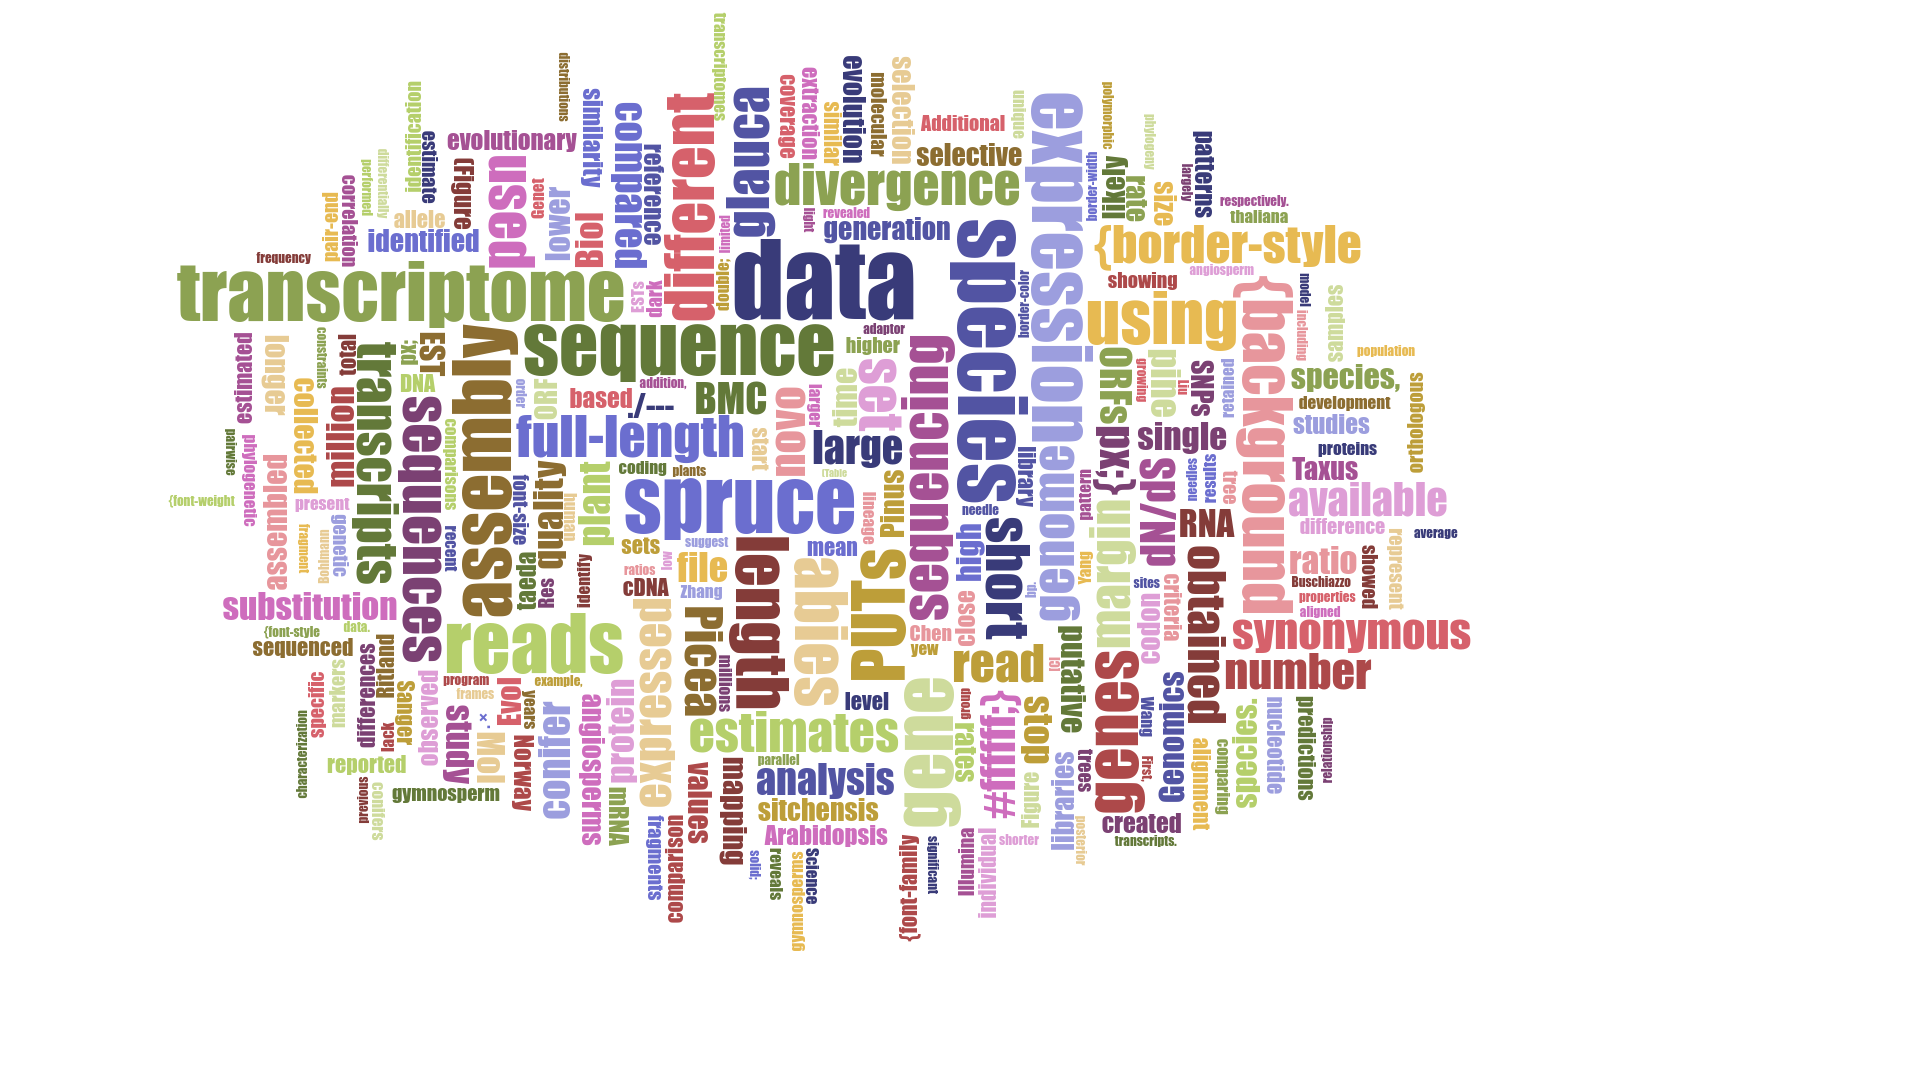 transcriptomes
distributions
different
glauca
coverage
extraction
similar
evolution
molecular
selection
Additional
unique
expression
polymorphic
phylogeny
identification
estimate
evolutionary
similarity
compared
reference
selective
divergence
border-width
likely
rate
size
largely
patterns
respectively.
thaliana
differentially
performed
correlation
pair-end
allele
identified
(Figure
used
Genet
lower
Biol
limited
light
revealed
generation
species
{border-style
angiosperm
showing
frequency
transcriptome
ESTs
dark
double;
data
border-color
using
{background
model
including
samples
population
estimated
longer
constraints
total
transcripts
px;
EST
DNA
assembly
sequence
adaptor
higher
sequencing
ORFs
growing
pine
Liu
SNPs
retained
species,
development
studies
proteins
orthologous
collected
million
sequences
comparisons
order
ORF
based
addition,
./---
BMC
novo
larger
time
set
full-length
start
large
library
genome
px;}
single
Taxus
pairwise
phylogenetic
{font-weight
assembled
present
fragment
Bohlmann
genetic
recent
font-size
quality
human
plant
coding
plants
(Table
spruce
lineage
Pinus
needle
high
short
pattern
sp/Np
needles
results
tree
RNA
available
difference
average
represent
showed
ratio
Buschiazzo
properties
aligned
substitution
taeda
Res
identify
sets
ratios
cDNA
low
suggest
file
Zhang
mean
length
abies
PUTs
bp.
Yang
margin
sites
criteria
codon
obtained
synonymous
number
{font-style
data.
sequenced
reads
expressed
Picea
Chen
yew
close
read
[C]
putative
genes
specific
markers
differences
Ritland
lack
Sanger
observed
program
frames
example,
Evol
years
study
×
Mol
Norway
conifer
angiosperms
protein
mRNA
millions
level
estimates
gene
group
rates
#ffffff;}
stop
Figure
libraries
trees
Wang
First,
Genomics
alignment
comparing
species.
nucleotide
predictions
relationship
characterization
reported
previous
conifers
gymnosperm
fragments
comparison
values
mapping
parallel
analysis
sitchensis
Arabidopsis
solid;
reveals
gymnosperms
Science
{font-family
significant
Illumina
individual
shorter
posterior
created
transcripts.